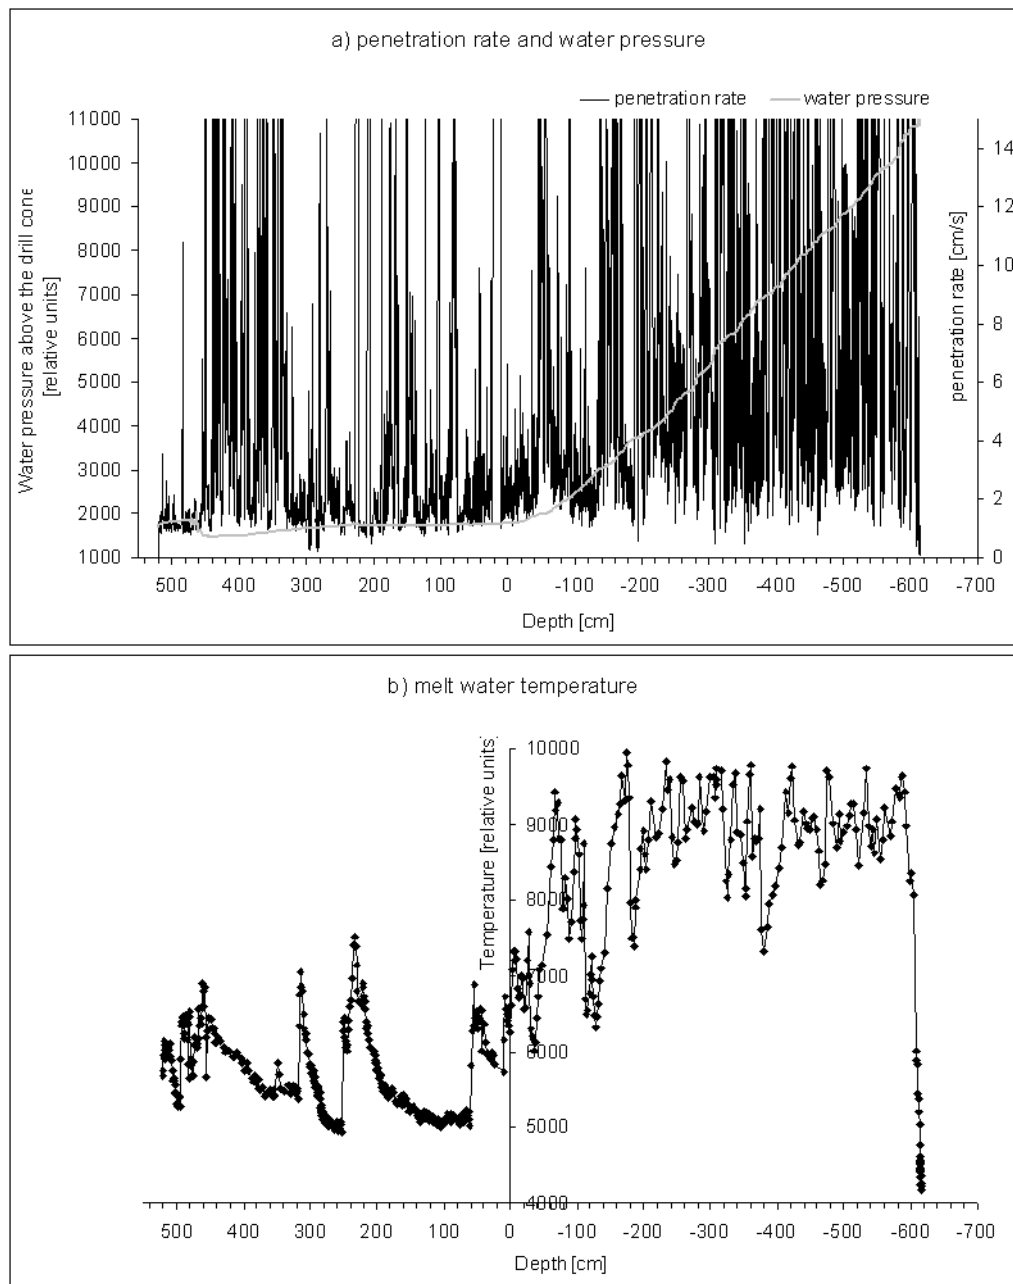 a) penetration rate and water pressure
penetration rate
water pressure
Water pressure above the drill cone
[relative units]
11000
10000
9000
8000
7000
6000
5000
4000
3000
2000
1000
14
12
10
8
6
4
2
0
penetration rate [cm/s]
500 400 300 200 100 0 -100 -200 -300 -400 -500 -600 -700
Depth [cm]
b) melt water temperature
Temperature [relative units]
10000
9000
8000
7000
6000
5000
4000
500 400 300 200 100 0 -100 -200 -300 -400 -500 -600 -700
Depth [cm]